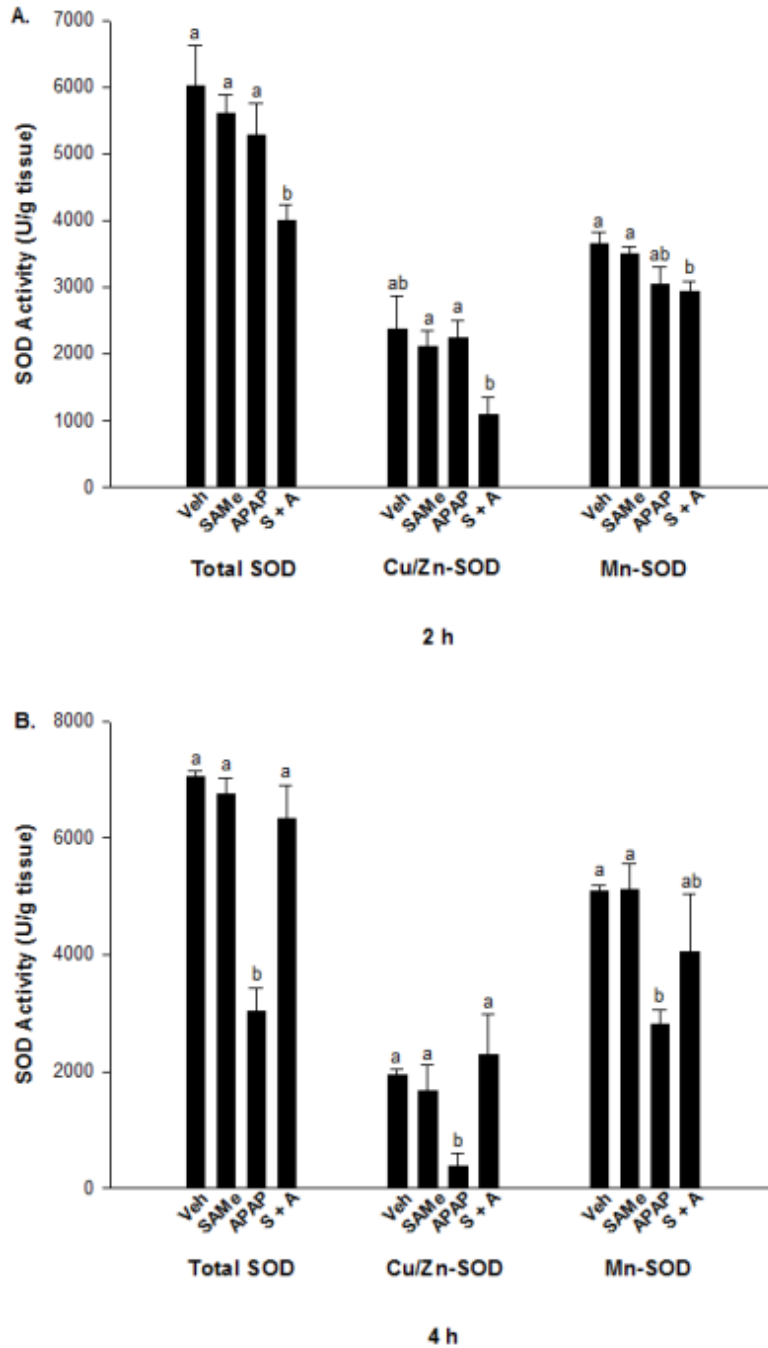 A.
7000
6000
5000
4000
3000
2000
1000
0
SOD Activity (U/g tissue)
a a a b
ab a a b
a a ab b
Veh SAMe APAP S + A Veh SAMe APAP S + A Veh SAMe APAP S + A
Total SOD Cu/Zn-SOD Mn-SOD
2 h
B.
8000
6000
4000
2000
0
SOD Activity (U/g tissue)
a a b a
a a b a
a a b ab
Veh SAMe APAP S + A Veh SAMe APAP S + A Veh SAMe APAP S + A
Total SOD Cu/Zn-SOD Mn-SOD
4 h